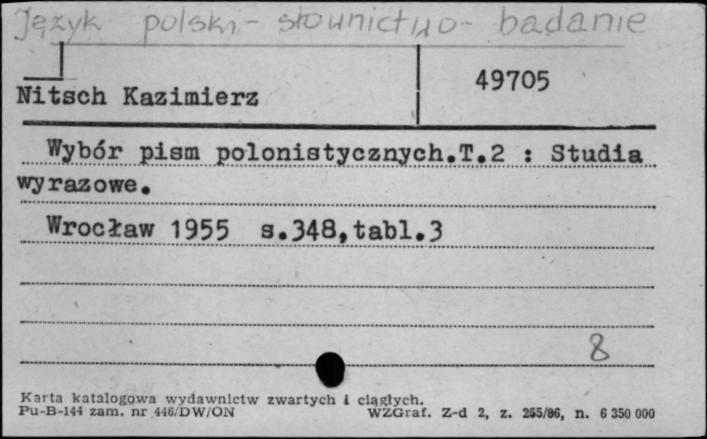 Język polski - słownictwo - badanie
49705
Nitsch Kazimierz
Wybór pism polonistycznych.T.2 : Studia
wyrazowe.
Wrocław 1955 s.348,tabl.3
8
Karta katalogowa wydawnictw zwartych i ciągłych.
Pu-B-144 zam. nr 446/DW/ON WZGraf. Z-d 2, z. 255/86, n. 6 350 000